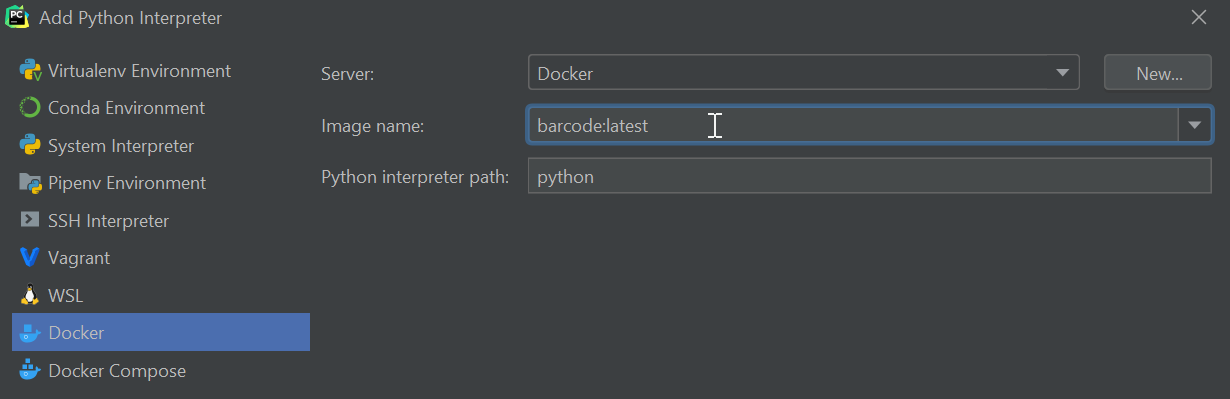 PC Add Python Interpreter
Virtualenv Environment
Conda Environment
System Interpreter
Pipenv Environment
SSH Interpreter
Vagrant
WSL
Docker
Docker Compose
Server: Docker New...
Image name: barcode:latest
Python interpreter path: python